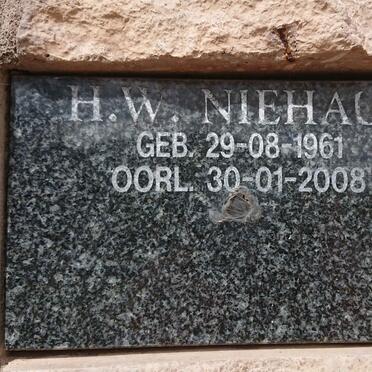 H.W. NIEHAU
GEB. 29-08-1961
OORL. 30-01-2008